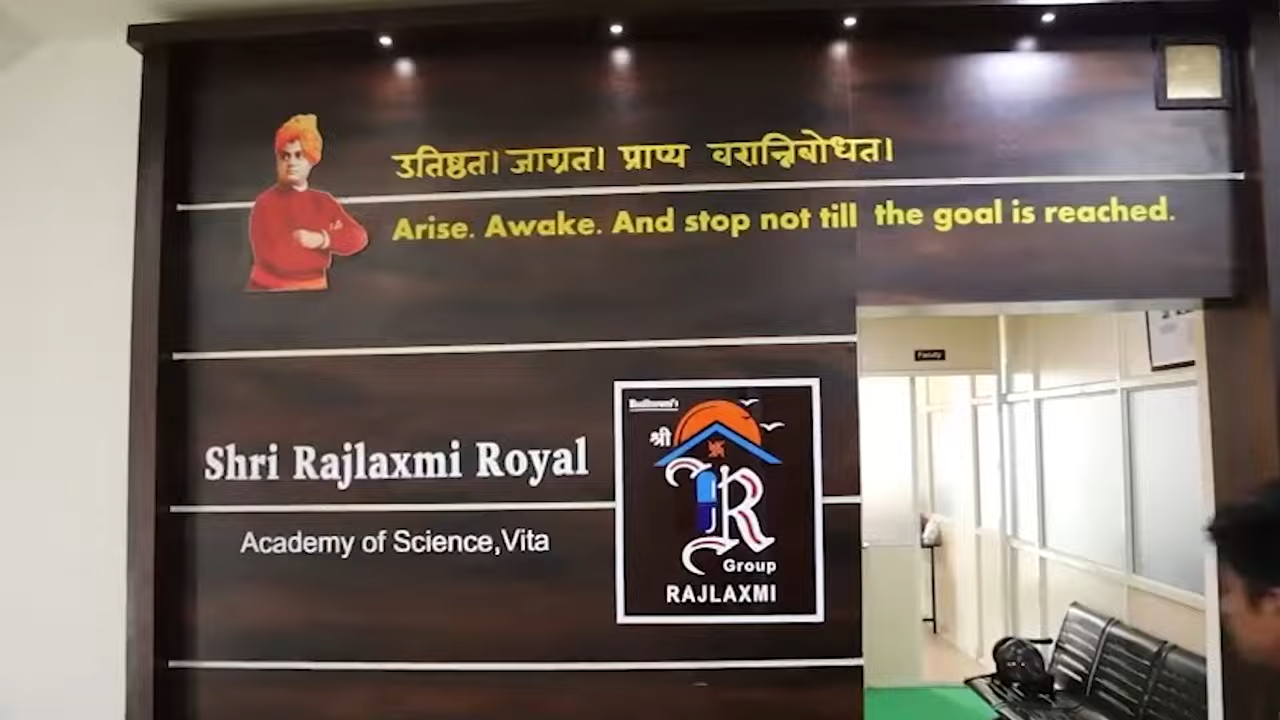 उतिष्ठत। जाग्रत। प्राप्य वरान्निबोधत।
Arise. Awake. And stop not till the goal is reached.
Faculty
Shri Rajlaxmi Royal
Academy of Science,Vita
श्री
R
Group
RAJLAXMI